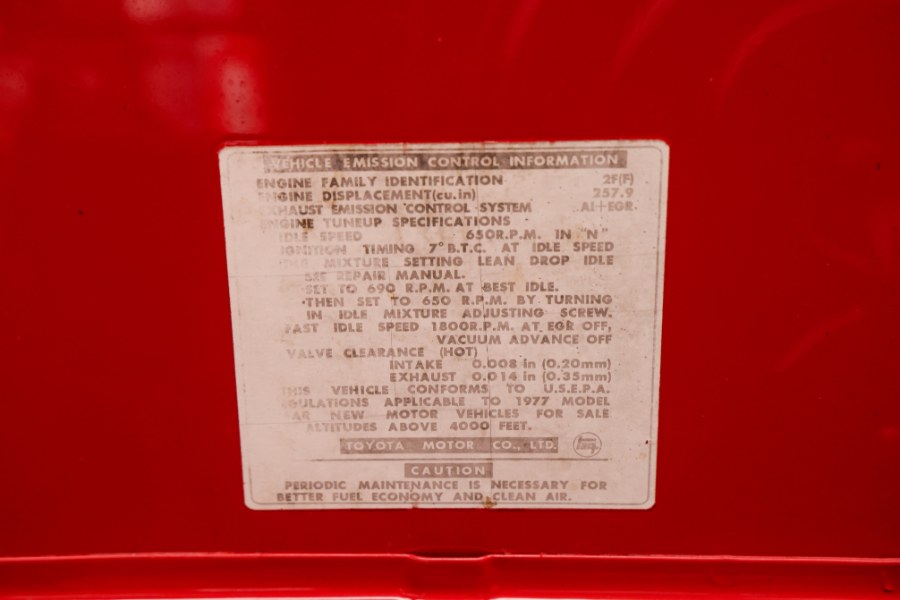 VEHICLE EMISSION CONTROL INFORMATION
ENGINE FAMILY IDENTIFICATION 2F(F)
ENGINE DISPLACEMENT(cu.in) 257.9
EXHAUST EMISSION CONTROL SYSTEM AI+EGR
ENGINE TUNEUP SPECIFICATIONS
IDLE SPEED 650R.P.M. IN "N"
IGNITION TIMING 7° B.T.C. AT IDLE SPEED
IDLE MIXTURE SETTING LEAN DROP IDLE
SEE REPAIR MANUAL.
·SET TO 690 R.P.M. AT BEST IDLE.
·THEN SET TO 650 R.P.M. BY TURNING
IN IDLE MIXTURE ADJUSTING SCREW.
FAST IDLE SPEED 1800R.P.M. AT EGR OFF,
VACUUM ADVANCE OFF
VALVE CLEARANCE (HOT)
INTAKE 0.008 in (0.20mm)
EXHAUST 0.014 in (0.35mm)
THIS VEHICLE CONFORMS TO U.S.E.P.A.
REGULATIONS APPLICABLE TO 1977 MODEL
YEAR NEW MOTOR VEHICLES FOR SALE
ALTITUDES ABOVE 4000 FEET.
TOYOTA MOTOR CO., LTD.
CAUTION
PERIODIC MAINTENANCE IS NECESSARY FOR
BETTER FUEL ECONOMY AND CLEAN AIR.